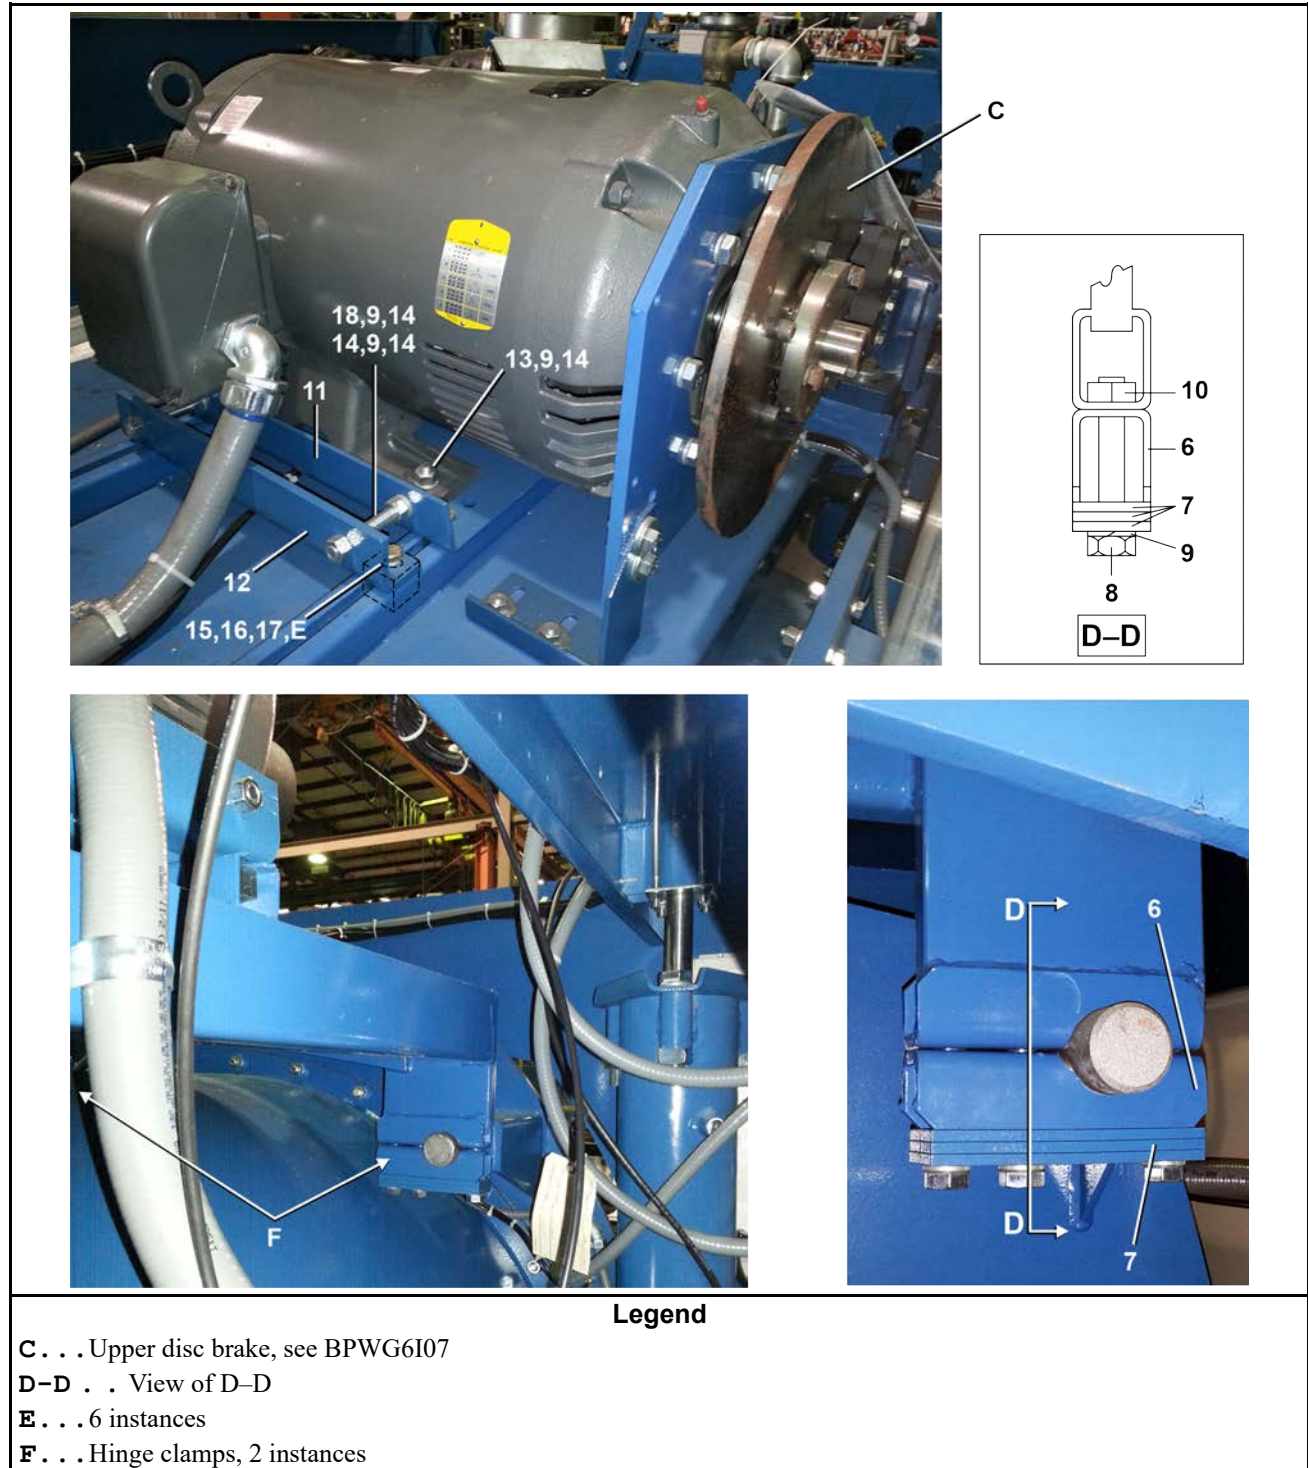 C
18,9,14
14,9,14
13,9,14
11
12
15,16,17,E
10
6
7
9
8
D–D
F
D
6
D
7
Legend
C...Upper disc brake, see BPWG6I07
D-D . . View of D–D
E...6 instances
F...Hinge clamps, 2 instances